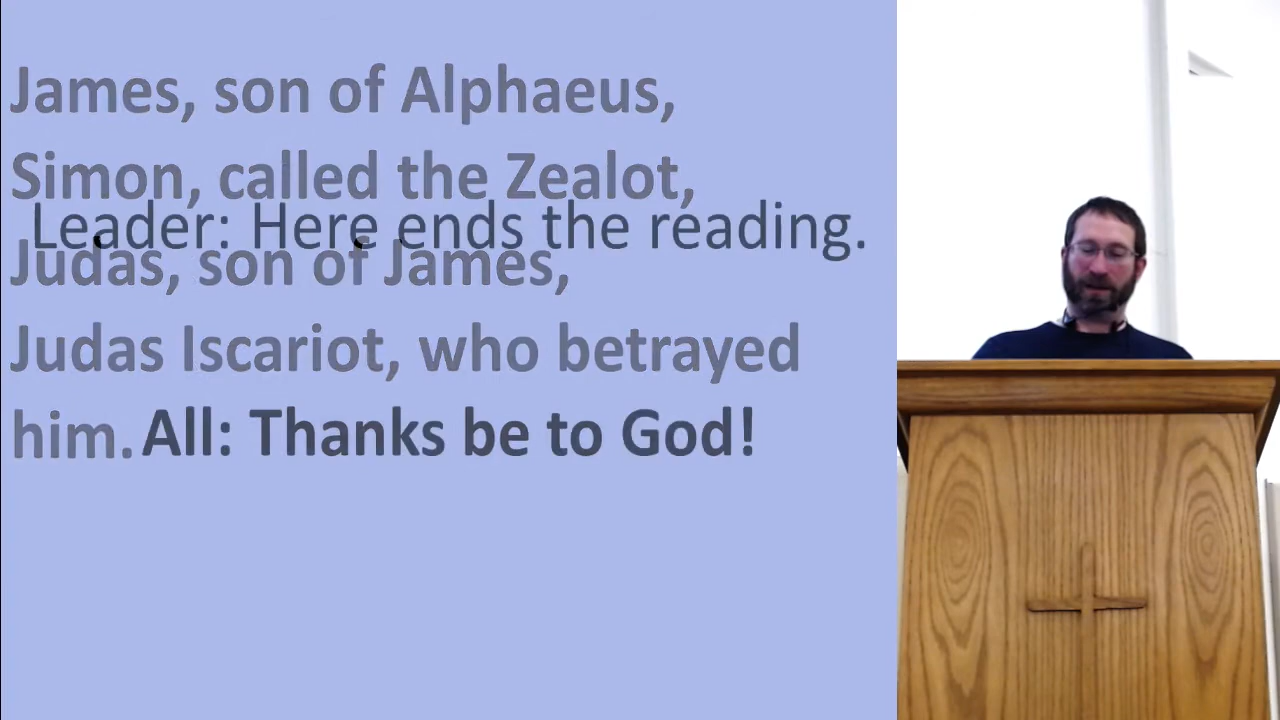 James, son of Alphaeus,
Simon, called the Zealot,
Leader: Here ends the reading.
Judas, son of James,
Judas Iscariot, who betrayed
him. All: Thanks be to God!